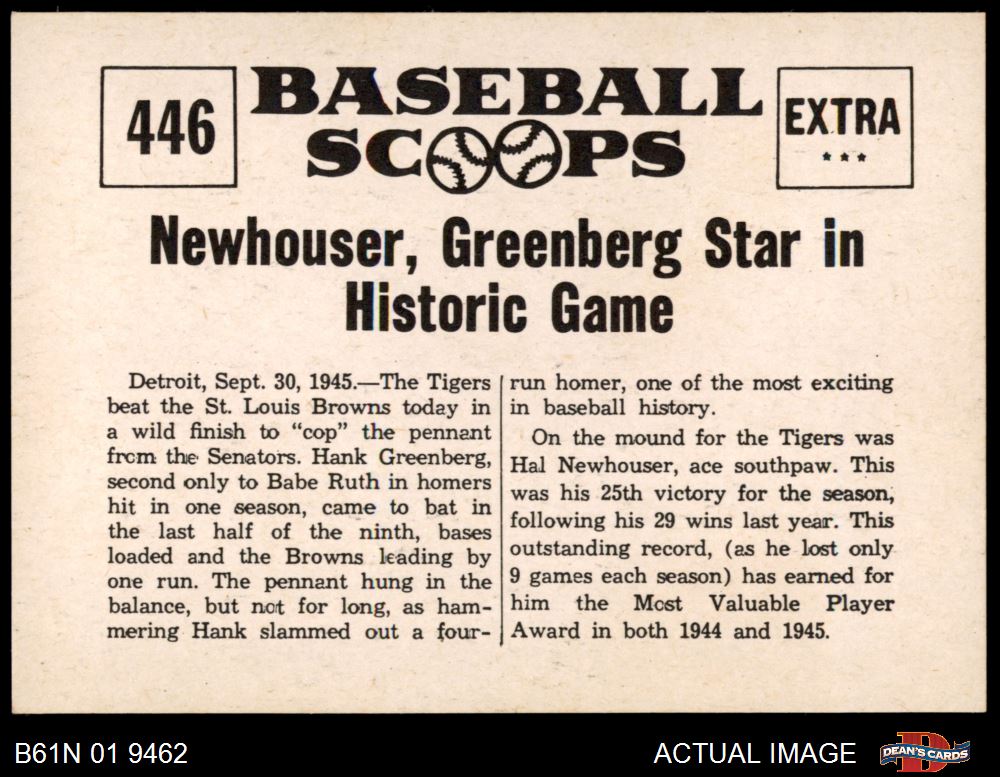 446
BASEBALL
SCOOPS
EXTRA
***
Newhouser, Greenberg Star in
Historic Game
Detroit, Sept. 30, 1945.—The Tigers
beat the St. Louis Browns today in
a wild finish to "cop" the pennant
from the Senators. Hank Greenberg,
second only to Babe Ruth in homers
hit in one season, came to bat in
the last half of the ninth, bases
loaded and the Browns leading by
one run. The pennant hung in the
balance, but not for long, as ham-
mering Hank slammed out a four-
run homer, one of the most exciting
in baseball history.
On the mound for the Tigers was
Hal Newhouser, ace southpaw. This
was his 25th victory for the season,
following his 29 wins last year. This
outstanding record, (as he lost only
9 games each season) has earned for
him the Most Valuable Player
Award in both 1944 and 1945.
B61N 01 9462
ACTUAL IMAGE
DEAN'S CARDS